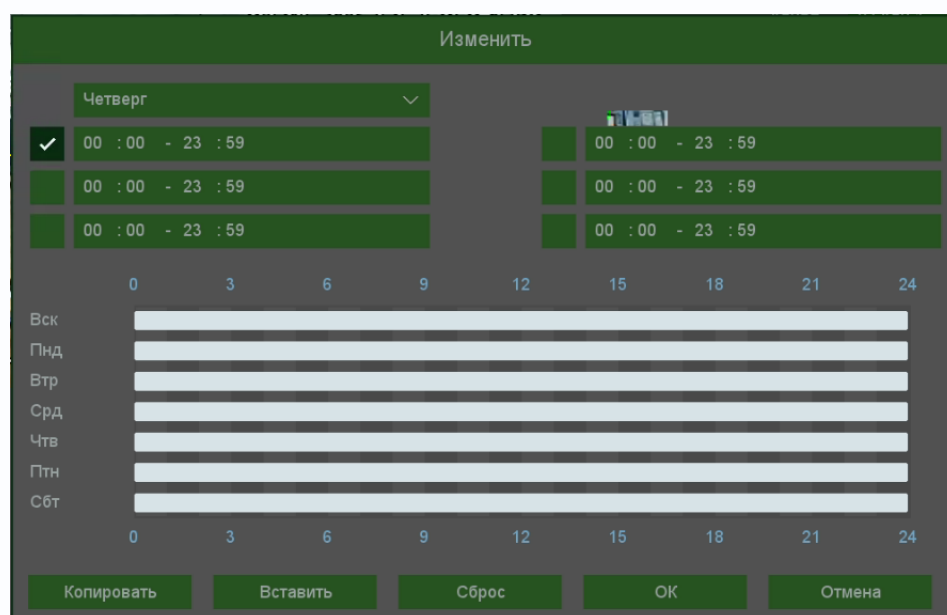 Изменить
Четверг
00 : 00 - 23 : 59 00 : 00 - 23 : 59
00 : 00 - 23 : 59 00 : 00 - 23 : 59
00 : 00 - 23 : 59 00 : 00 - 23 : 59
0 3 6 9 12 15 18 21 24
Вск
Пнд
Втр
Срд
Чтв
Птн
Сбт
0 3 6 9 12 15 18 21 24
Копировать Вставить Сброс ОК Отмена